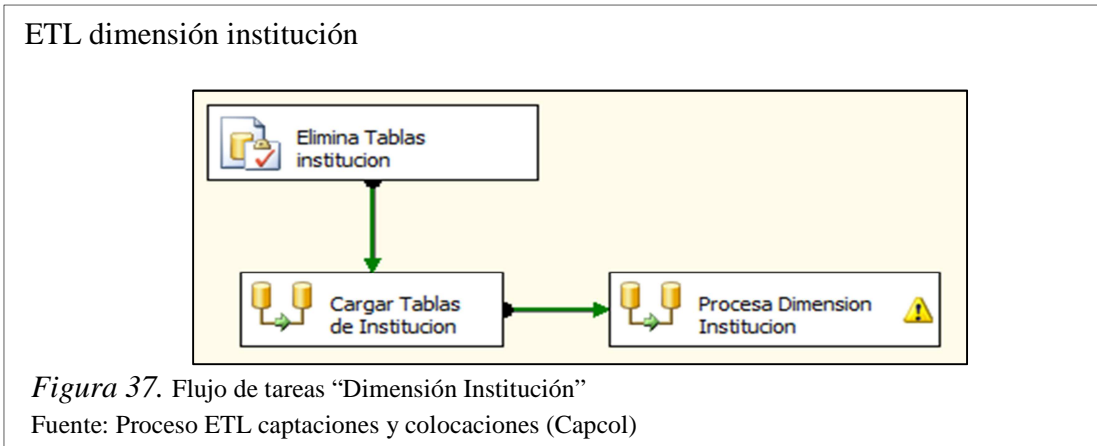 ETL dimensión institución
Elimina Tablas
institucion
Cargar Tablas
de Institucion
Procesa Dimension
Institucion
Figura 37. Flujo de tareas “Dimensión Institución”
Fuente: Proceso ETL captaciones y colocaciones (Capcol)